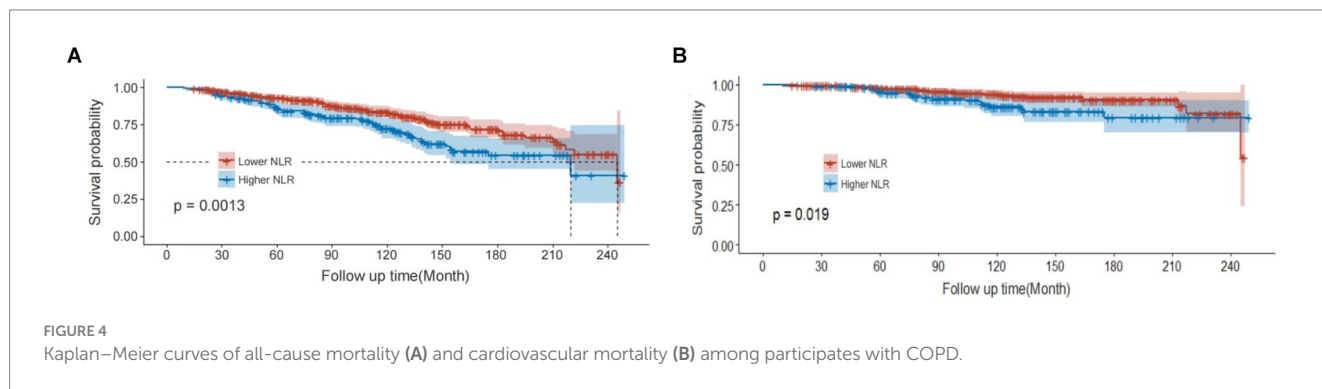 A
Survival probability
1.00
0.75
0.50
0.25
0.00
Lower NLR
Higher NLR
p = 0.0013
0 30 60 90 120 150 180 210 240
Follow up time(Month)
B
Survival probability
1.00
0.75
0.50
0.25
0.00
Lower NLR
Higher NLR
p = 0.019
0 30 60 90 120 150 180 210 240
Follow up time(Month)
FIGURE 4
Kaplan–Meier curves of all-cause mortality (A) and cardiovascular mortality (B) among participates with COPD.